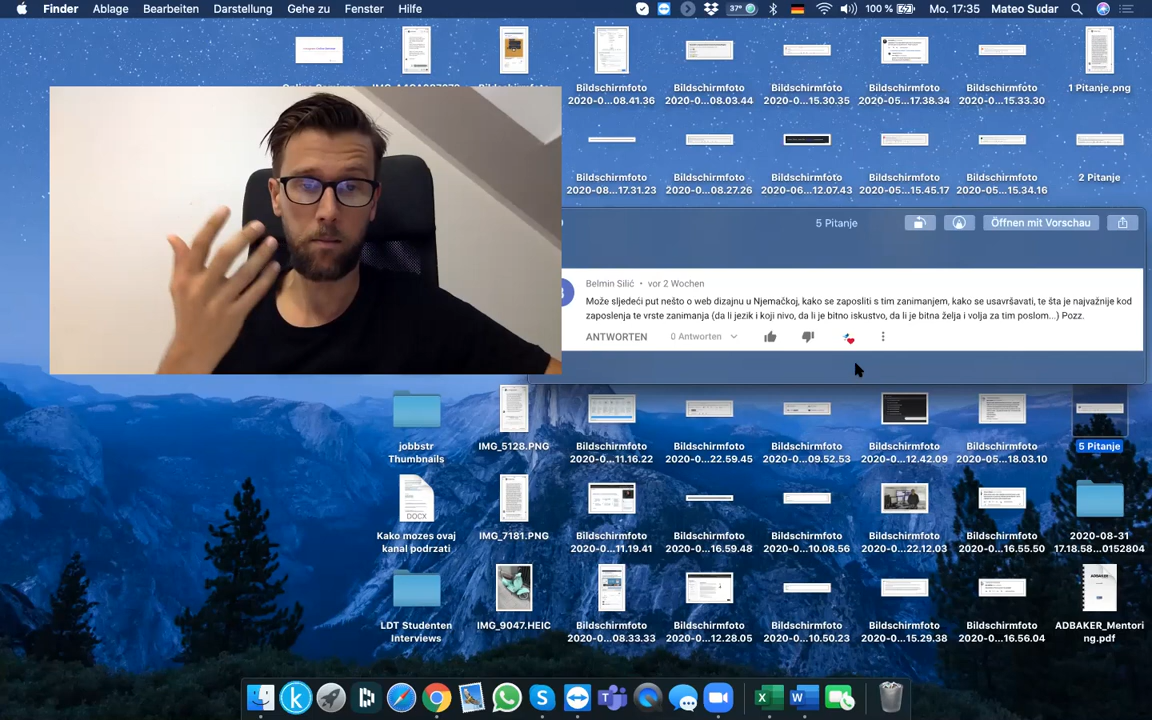 Finder Ablage Bearbeiten Darstellung Gehe zu Fenster Hilfe 37° 100 % Mo. 17:35 Mateo Sudar
Bildschirmfoto 2020-0...08.41.36
Bildschirmfoto 2020-0...08.03.44
Bildschirmfoto 2020-0...15.30.35
Bildschirmfoto 2020-05...17.38.34
Bildschirmfoto 2020-0...15.33.30
1 Pitanje.png
Bildschirmfoto 2020-08...17.31.23
Bildschirmfoto 2020-0...08.27.26
Bildschirmfoto 2020-06...12.07.43
Bildschirmfoto 2020-05...15.45.17
Bildschirmfoto 2020-0...15.34.16
2 Pitanje
5 Pitanje Öffnen mit Vorschau
Belmin Silić • vor 2 Wochen
Može sljedeći put nešto o web dizajnu u Njemačkoj, kako se zaposliti s tim zanimanjem, kako se usavršavati, te šta je najvažnije kod
zaposlenja te vrste zanimanja (da li jezik i koji nivo, da li je bitno iskustvo, da li je bitna želja i volja za tim poslom...) Pozz.
ANTWORTEN 0 Antworten
jobbstr
Thumbnails
IMG_5128.PNG
Bildschirmfoto 2020-0...11.16.22
Bildschirmfoto 2020-0...22.59.45
Bildschirmfoto 2020-0...09.52.53
Bildschirmfoto 2020-0...12.42.09
Bildschirmfoto 2020-05...18.03.10
5 Pitanje
DOCX
Kako mozes ovaj
kanal podrzati
IMG_7181.PNG
Bildschirmfoto 2020-0...11.19.41
Bildschirmfoto 2020-0...16.59.48
Bildschirmfoto 2020-0...10.08.56
Bildschirmfoto 2020-0...22.12.03
Bildschirmfoto 2020-0...16.55.50
2020-08-31
17.18.58...0152804
LDT Studenten
Interviews
IMG_9047.HEIC
Bildschirmfoto 2020-0...08.33.33
Bildschirmfoto 2020-0...12.28.05
Bildschirmfoto 2020-0...10.50.23
Bildschirmfoto 2020-0...15.29.38
Bildschirmfoto 2020-0...16.56.04
ADBAKER_Mentori
ng.pdf